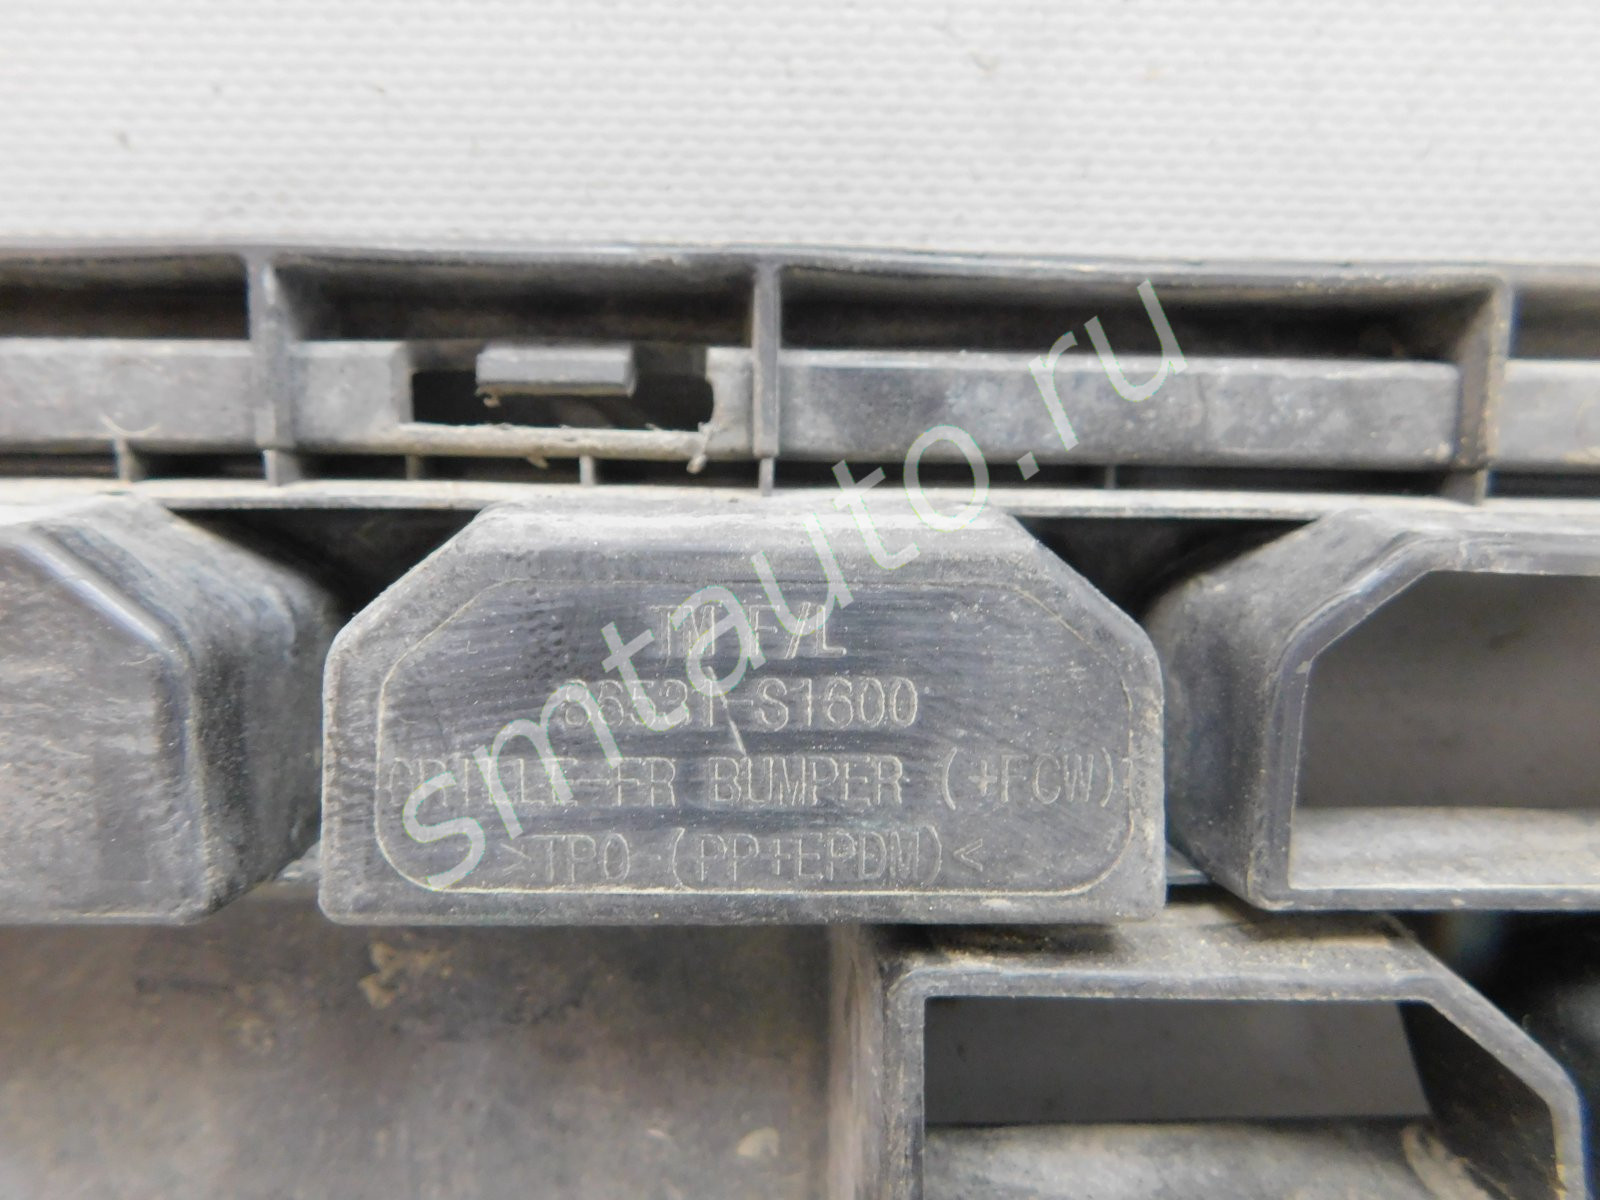 TM F/L
86531-S1600
GRILLE-FR BUMPER (+FCW)
>TPO (PP+EPDM)<
smtauto.ru